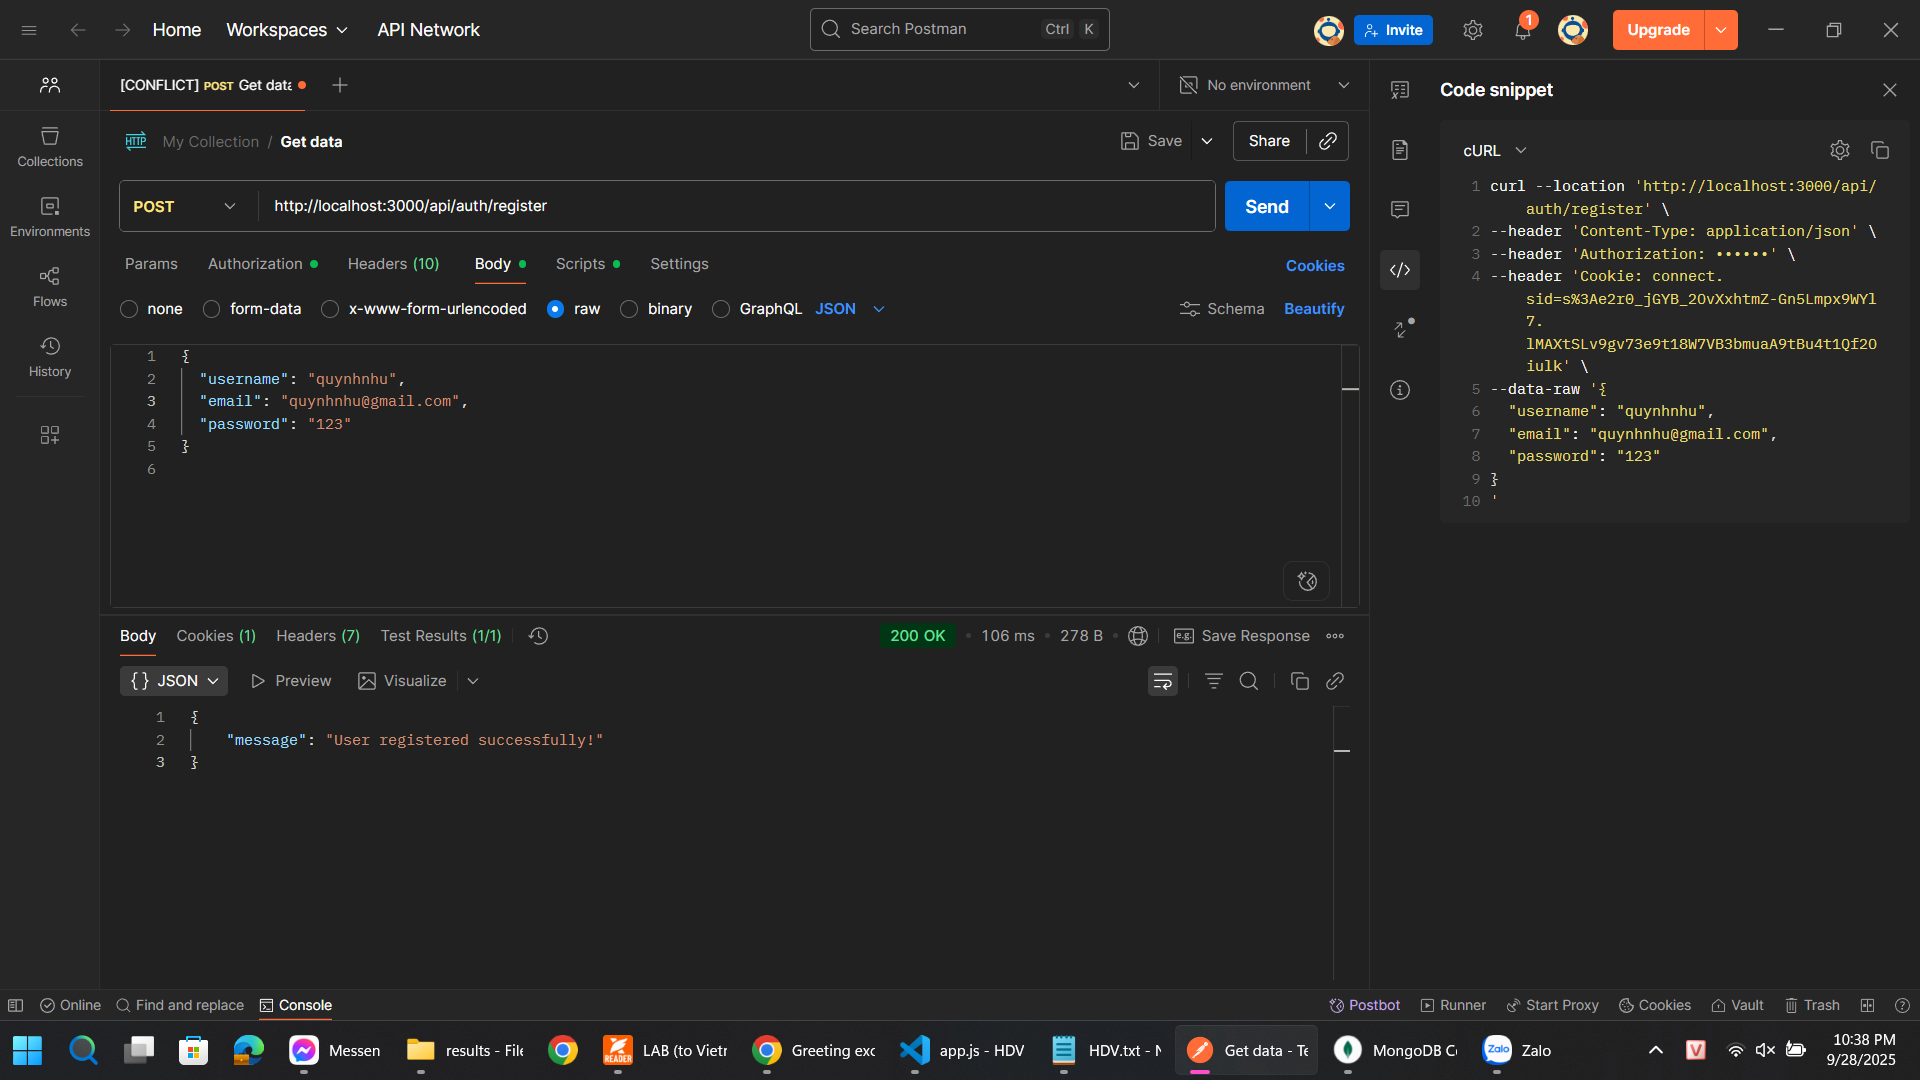 Home
Workspaces
API Network
Search Postman
Ctrl K
Invite
1
Upgrade
[CONFLICT] POST Get data
No environment
Code snippet
Collections
Environments
Flows
History
HTTP
My Collection / Get data
Save
Share
POST
http://localhost:3000/api/auth/register
Send
Params
Authorization
Headers (10)
Body
Scripts
Settings
Cookies
none
form-data
x-www-form-urlencoded
raw
binary
GraphQL
JSON
Schema
Beautify
1 {
2 "username": "quynhnhu",
3 "email": "quynhnhu@gmail.com",
4 "password": "123"
5 }
6
cURL
1 curl --location 'http://localhost:3000/api/
auth/register' \
2 --header 'Content-Type: application/json' \
3 --header 'Authorization: ••••••' \
4 --header 'Cookie: connect.
sid=s%3Ae2r0_jGYB_2OvXxhtmZ-Gn5Lmpx9WYl
7.
lMAXtSLv9gv73e9t18W7VB3bmuaA9tBu4t1Qf2O
iulk' \
5 --data-raw '{
6 "username": "quynhnhu",
7 "email": "quynhnhu@gmail.com",
8 "password": "123"
9 }
10 '
Body
Cookies (1)
Headers (7)
Test Results (1/1)
200 OK
106 ms
278 B
e.g.
Save Response
{} JSON
Preview
Visualize
1 {
2 "message": "User registered successfully!"
3 }
Online
Find and replace
Console
Postbot
Runner
Start Proxy
Cookies
Vault
Trash
Messen
results - File
READER
LAB (to Vietr
Greeting exc
app.js - HDV
HDV.txt - N
Get data - Te
MongoDB Co
Zalo
Zalo
V
10:38 PM
9/28/2025